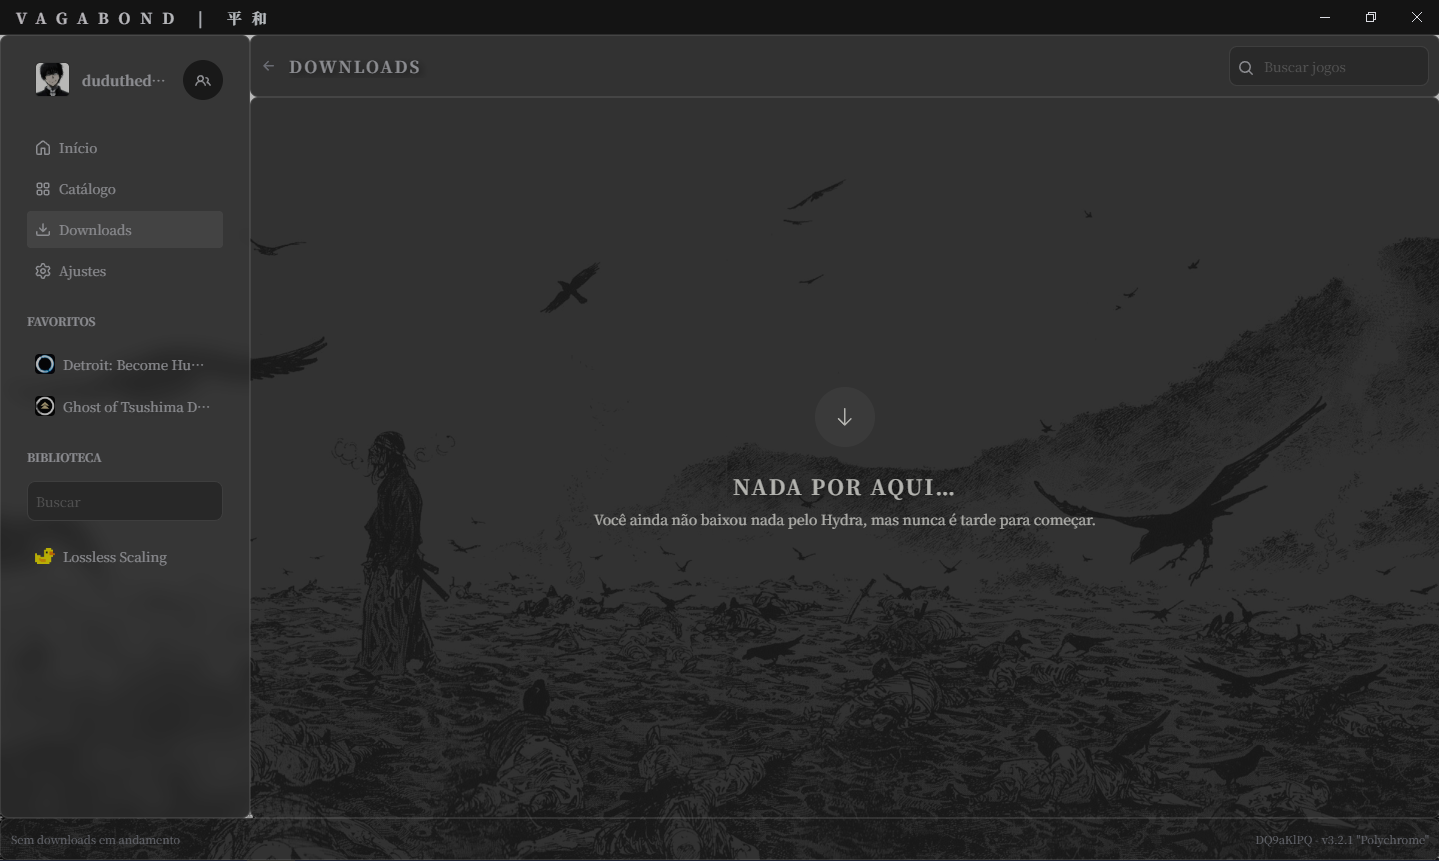 VAGABOND | 平和
duduthed…
DOWNLOADS
Buscar jogos
Início
Catálogo
Downloads
Ajustes
FAVORITOS
Detroit: Become Hu…
Ghost of Tsushima D…
BIBLIOTECA
Buscar
Lossless Scaling
NADA POR AQUI…
Você ainda não baixou nada pelo Hydra, mas nunca é tarde para começar.
Sem downloads em andamento
DQ9aKlPQ - v3.2.1 "Polychrome"